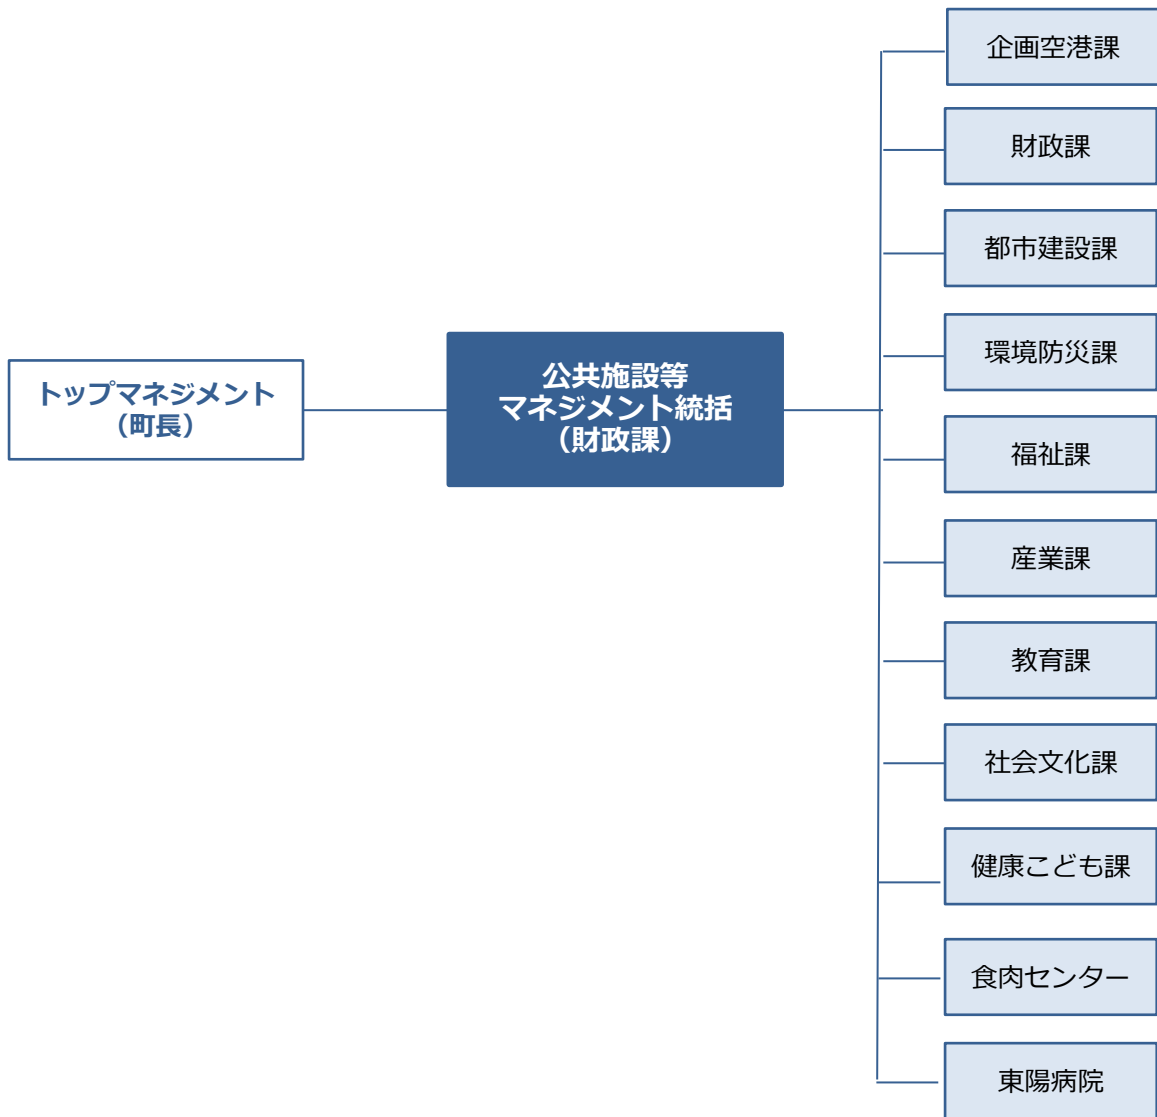 トップマネジメント
（町長）
公共施設等
マネジメント統括
（財政課）
企画空港課
財政課
都市建設課
環境防災課
福祉課
産業課
教育課
社会文化課
健康こども課
食肉センター
東陽病院